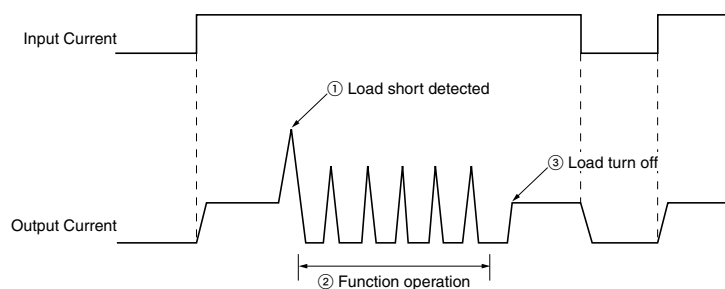 Input Current
① Load short detected
③ Load turn off
Output Current
② Function operation